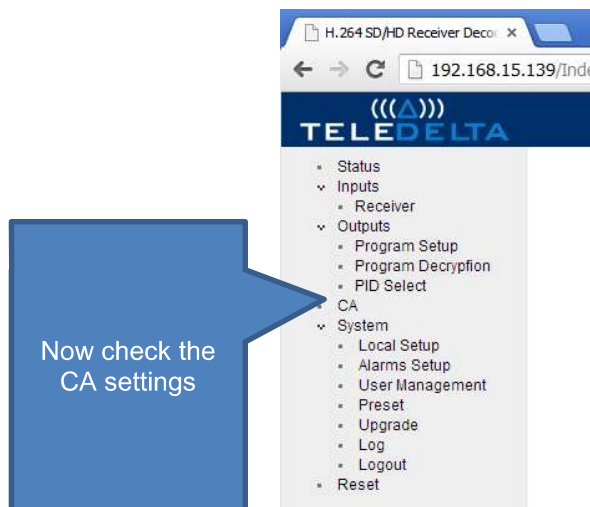 H.264 SD/HD Receiver Deco
192.168.15.139/Inde
TELEDELTA
Status
Inputs
Receiver
Outputs
Program Setup
Program Decrypfion
PID Select
CA
System
Local Setup
Alarms Setup
User Management
Preset
Upgrade
Log
Logout
Reset
Now check the
CA settings